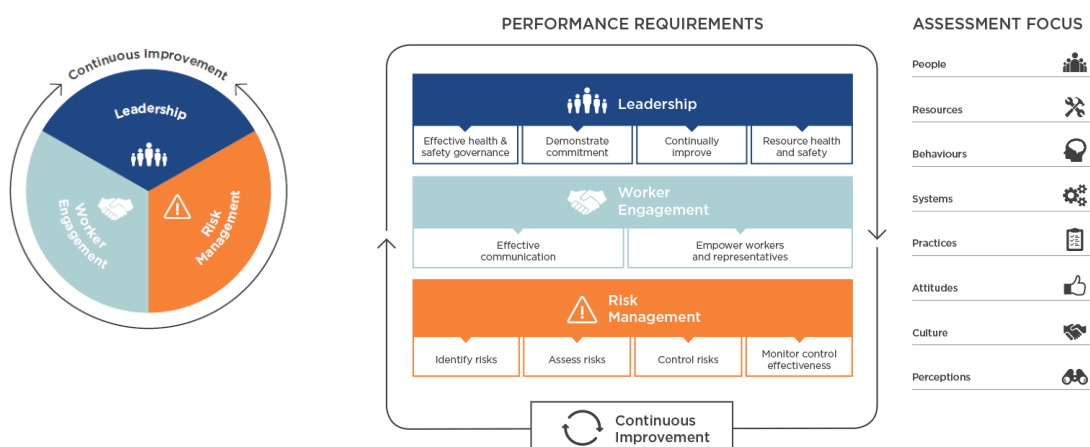 Continuous Improvement
Leadership
Worker
Engagement
Risk
Management
PERFORMANCE REQUIREMENTS
Leadership
Effective health &
safety governance
Demonstrate
commitment
Continually
improve
Resource health
and safety
Worker
Engagement
Effective
communication
Empower workers
and representatives
Risk
Management
Identify risks
Assess risks
Control risks
Monitor control
effectiveness
Continuous
Improvement
ASSESSMENT FOCUS
People
Resources
Behaviours
Systems
Practices
Attitudes
Culture
Perceptions